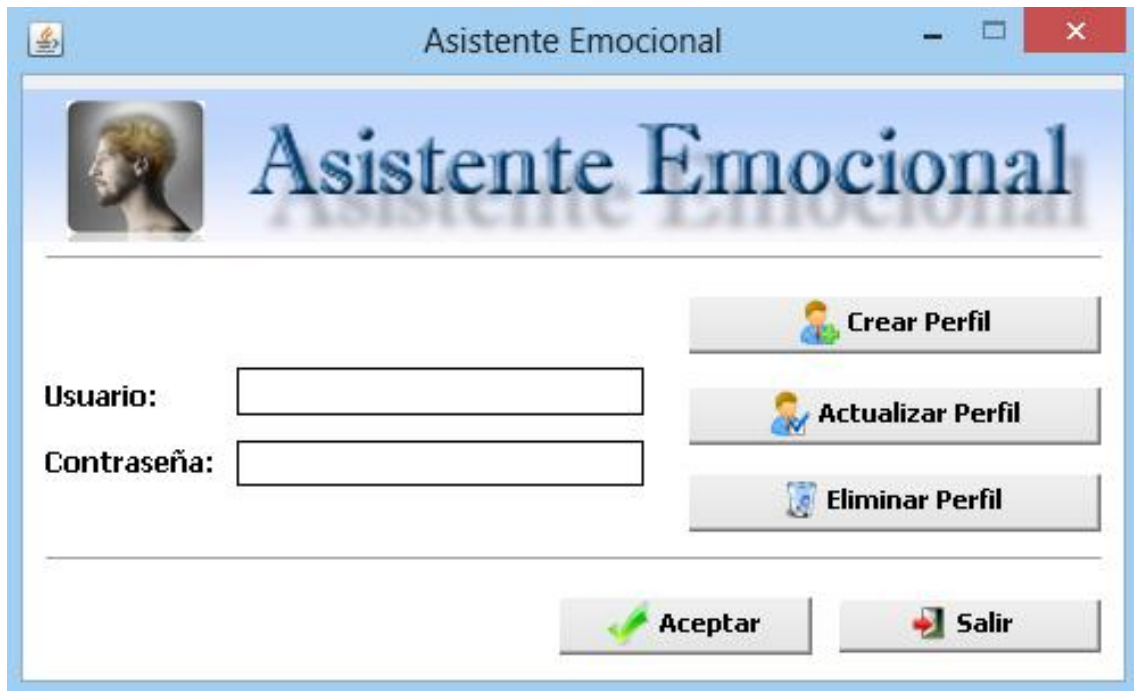 Asistente Emocional
Asistente Emocional
Crear Perfil
Usuario:
Actualizar Perfil
Contraseña:
Eliminar Perfil
Aceptar
Salir